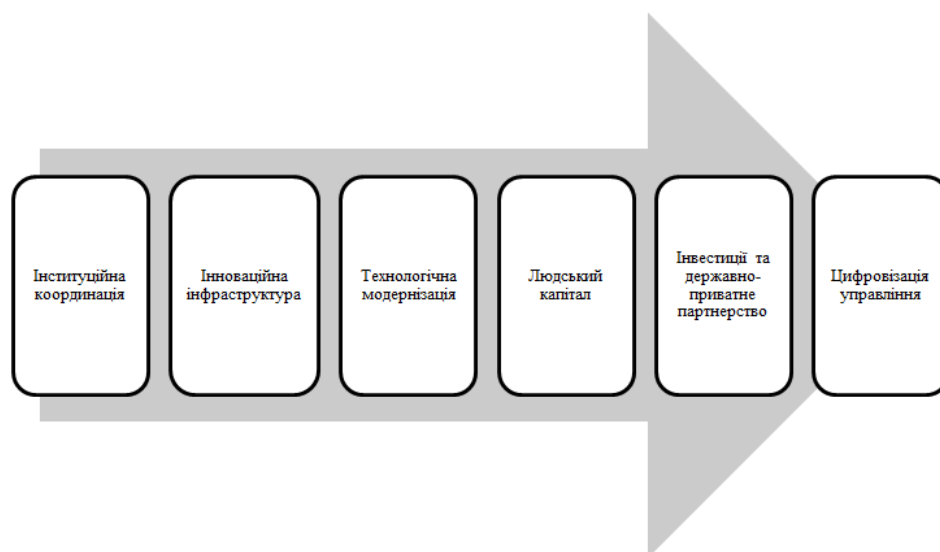 Інституційна
координація
Інноваційна
інфраструктура
Технологічна
модернізація
Людський
капітал
Інвестиції та
державно-
приватне
партнерство
Цифровізація
управління